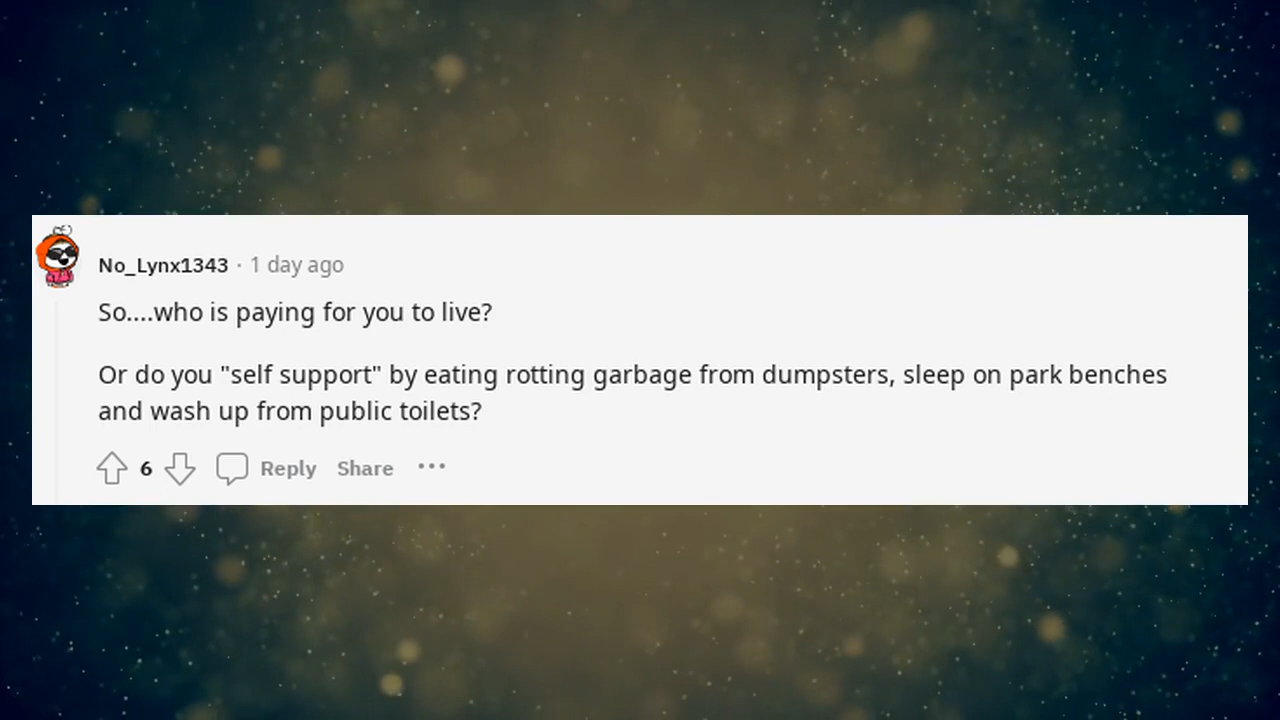 No_Lynx1343 · 1 day ago
So....who is paying for you to live?
Or do you "self support" by eating rotting garbage from dumpsters, sleep on park benches
and wash up from public toilets?
6 Reply Share ···